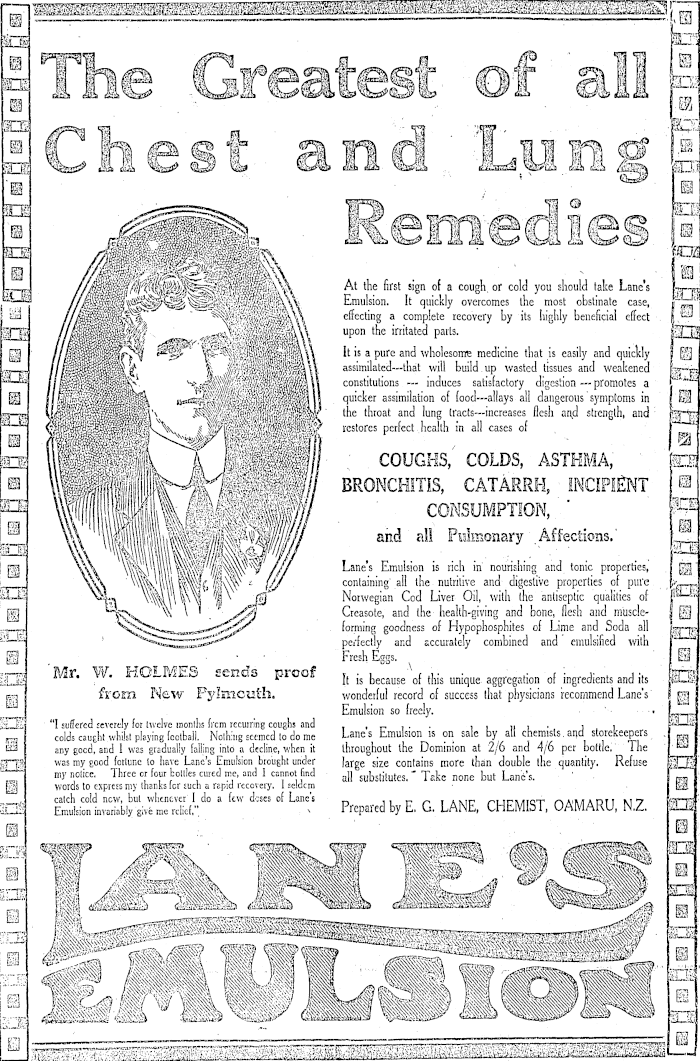 The Greatest of all
Chest and Lung
Remedies
At the first sign of a cough or cold you should take Lane's
Emulsion. It quickly overcomes the most obstinate case,
effecting a complete recovery by its highly beneficial effect
upon the irritated parts.
It is a pure and wholesome medicine that is easily and quickly
assimilated---that will build up wasted tissues and weakened
constitutions --- induces satisfactory digestion --- promotes a
quicker assimilation of food---allays all dangerous symptoms in
the throat and lung tracts---increases flesh and strength, and
restores perfect health in all cases of
COUGHS, COLDS, ASTHMA,
BRONCHITIS, CATARRH, INCIPIENT
CONSUMPTION,
and all Pulmonary Affections.
Lane's Emulsion is rich in nourishing and tonic properties,
containing all the nutritive and digestive properties of pure
Norwegian Cod Liver Oil, with the antiseptic qualities of
Creasote, and the health-giving and bone, flesh and muscle-
forming goodness of Hypophosphites of Lime and Soda all
perfectly and accurately combined and emulsified with
Fresh Eggs.
It is because of this unique aggregation of ingredients and its
wonderful record of success that physicians recommend Lane's
Emulsion so freely.
Lane's Emulsion is on sale by all chemists and storekeepers
throughout the Dominion at 2/6 and 4/6 per bottle. The
large size contains more than double the quantity. Refuse
all substitutes. Take none but Lane's.
Prepared by E. G. LANE, CHEMIST, OAMARU, N.Z.
Mr. W. HOLMES sends proof
from New Pylmouth.
"I suffered severely for twelve months from recurring coughs and
colds caught whilst playing football. Nothing seemed to do me
any good, and I was gradually falling into a decline, when it
was my good fortune to have Lane's Emulsion brought under
my notice. Three or four bottles cured me, and I cannot find
words to express my thanks for such a rapid recovery. I seldom
catch cold now, but whenever I do a few doses of Lane's
Emulsion invariably give me relief."
LANE'S
EMULSION